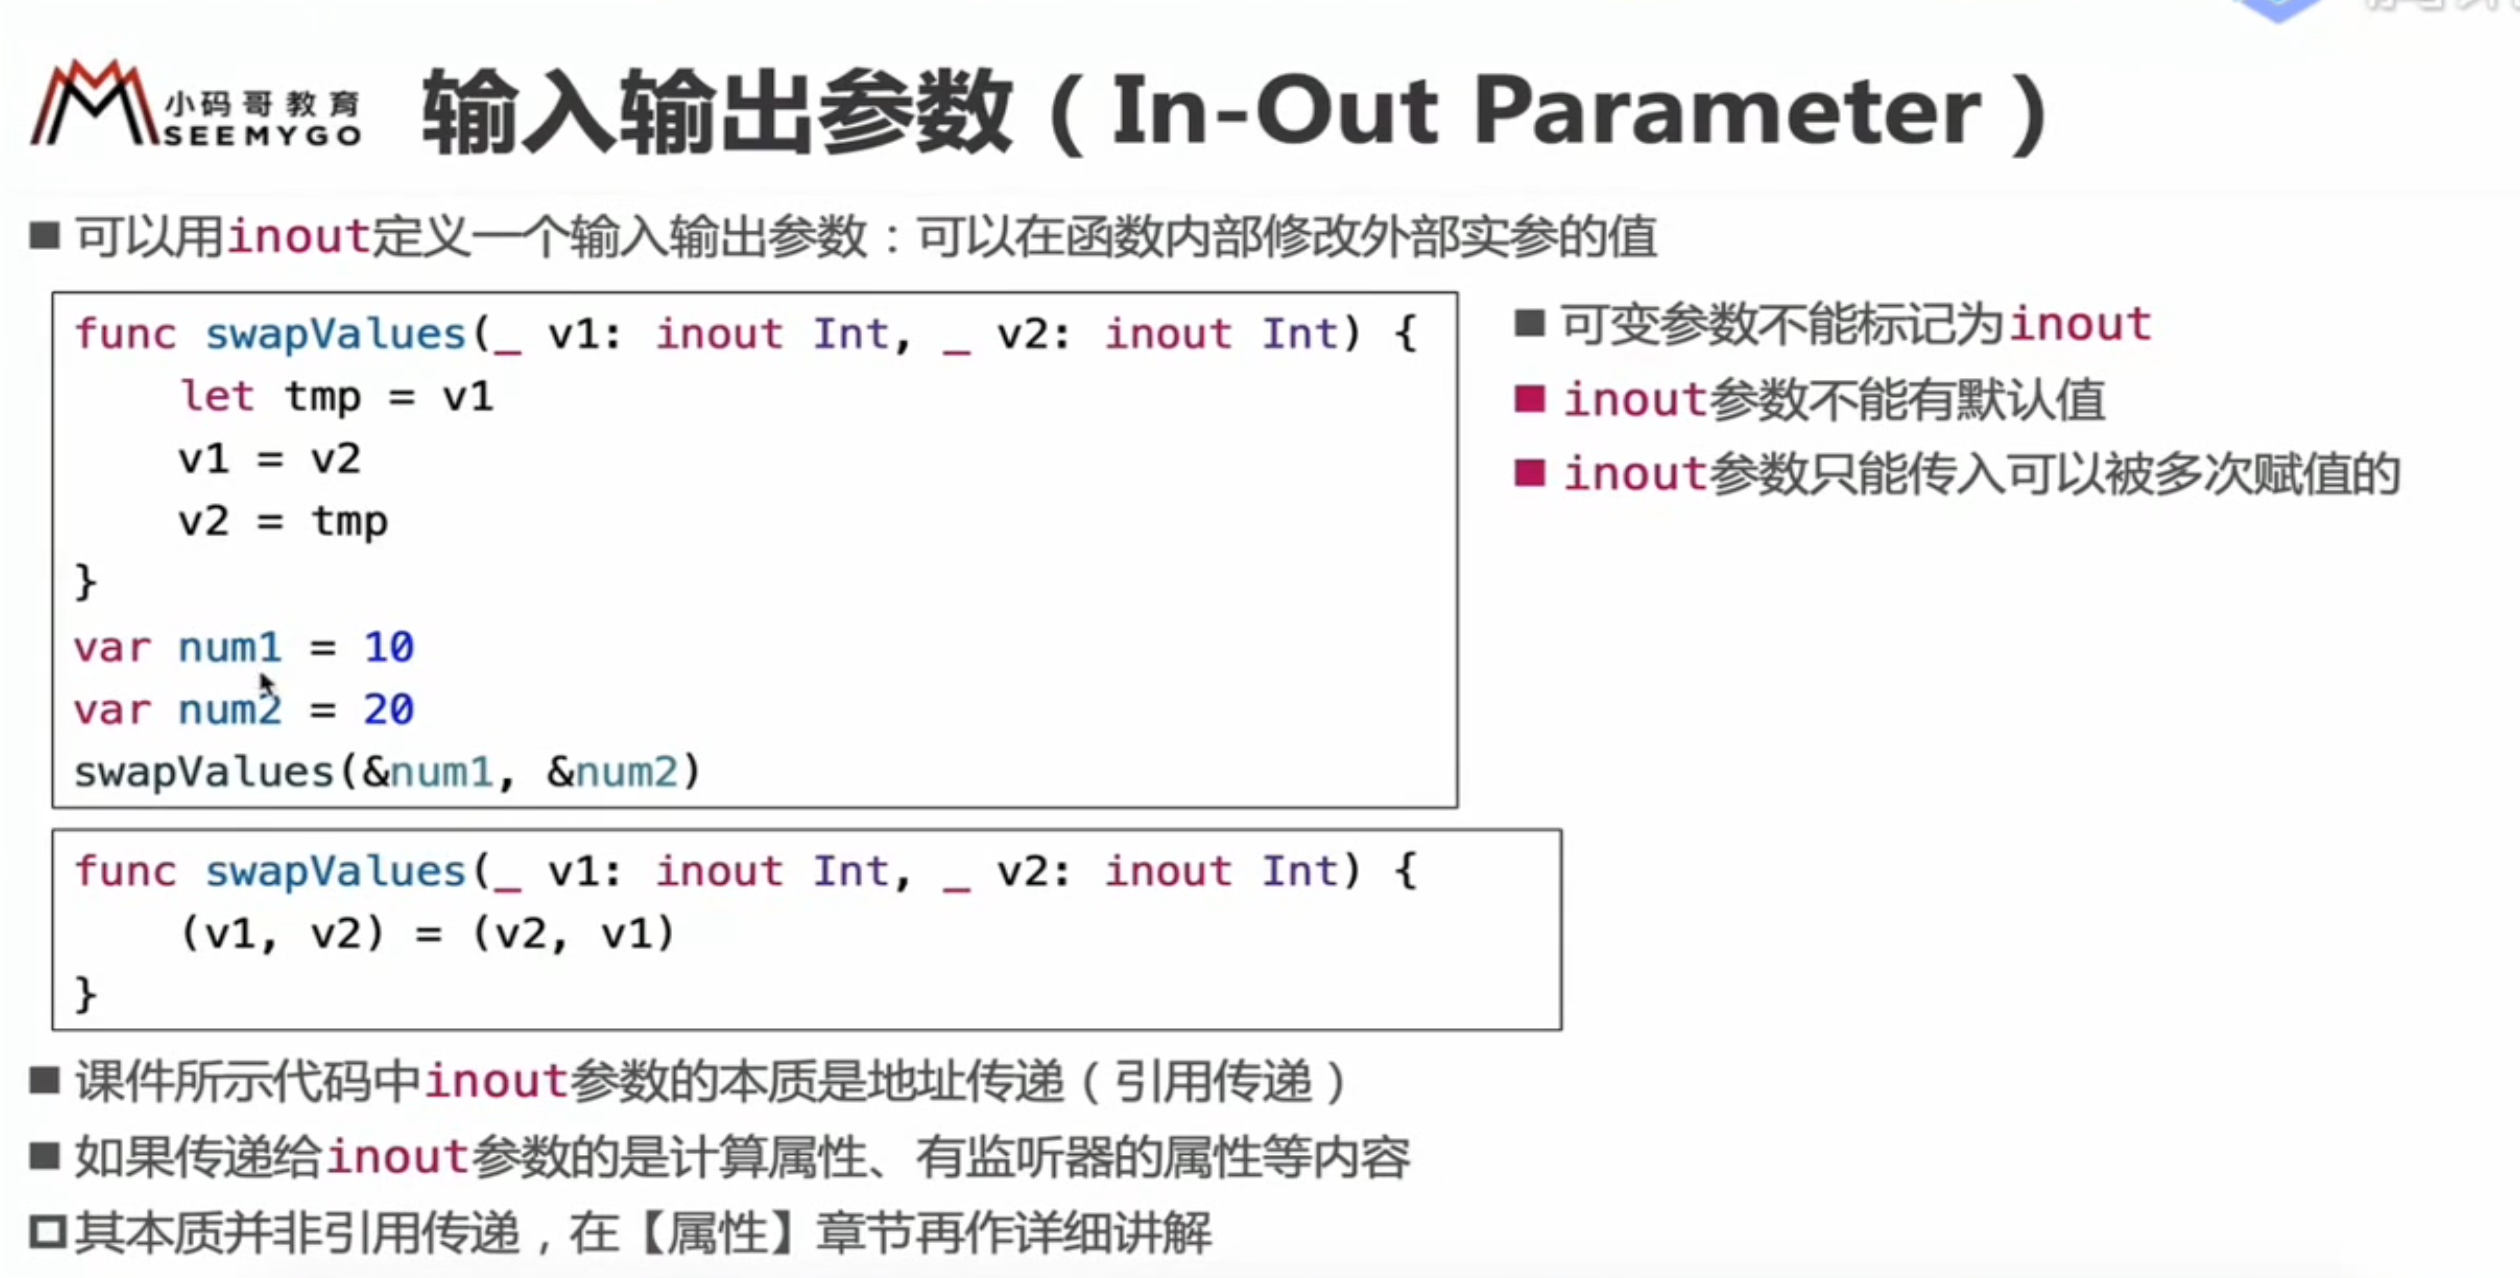 小码哥教育
SEEMYGO
输入输出参数（In-Out Parameter）
■ 可以用inout定义一个输入输出参数：可以在函数内部修改外部实参的值
func swapValues(_ v1: inout Int, _ v2: inout Int) {
    let tmp = v1
    v1 = v2
    v2 = tmp
}
var num1 = 10
var num2 = 20
swapValues(&num1, &num2)
■ 可变参数不能标记为inout
■ inout参数不能有默认值
■ inout参数只能传入可以被多次赋值的
func swapValues(_ v1: inout Int, _ v2: inout Int) {
    (v1, v2) = (v2, v1)
}
■ 课件所示代码中inout参数的本质是地址传递（引用传递）
■ 如果传递给inout参数的是计算属性、有监听器的属性等内容
□ 其本质并非引用传递，在【属性】章节再作详细讲解